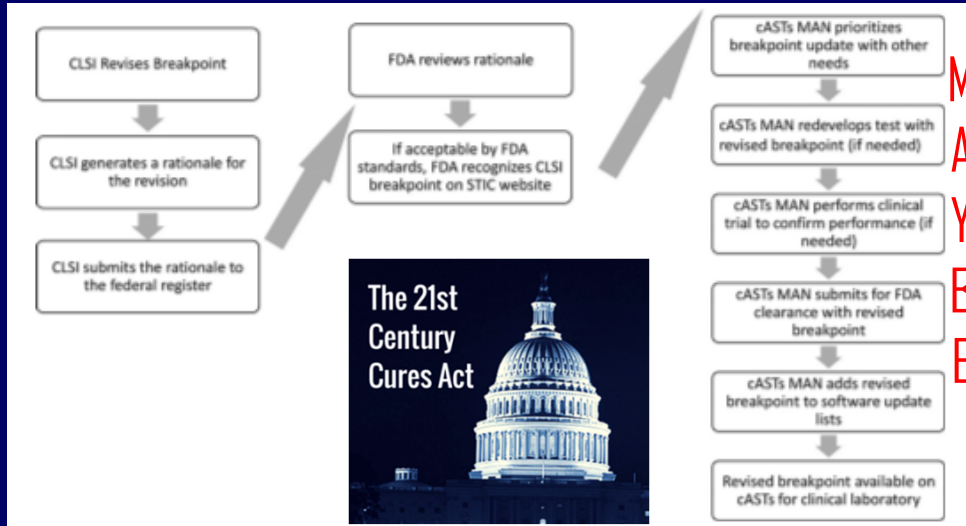 CLSI Revises Breakpoint
CLSI generates a rationale for
the revision
CLSI submits the rationale to
the federal register
FDA reviews rationale
If acceptable by FDA
standards, FDA recognizes CLSI
breakpoint on STIC website
The 21st
Century
Cures Act
cASTs MAN prioritizes
breakpoint update with other
needs
cASTs MAN redevelops test with
revised breakpoint (if needed)
cASTs MAN performs clinical
trial to confirm performance (if
needed)
cASTs MAN submits for FDA
clearance with revised
breakpoint
cASTs MAN adds revised
breakpoint to software update
lists
Revised breakpoint available on
cASTs for clinical laboratory
M
A
Y
B
E